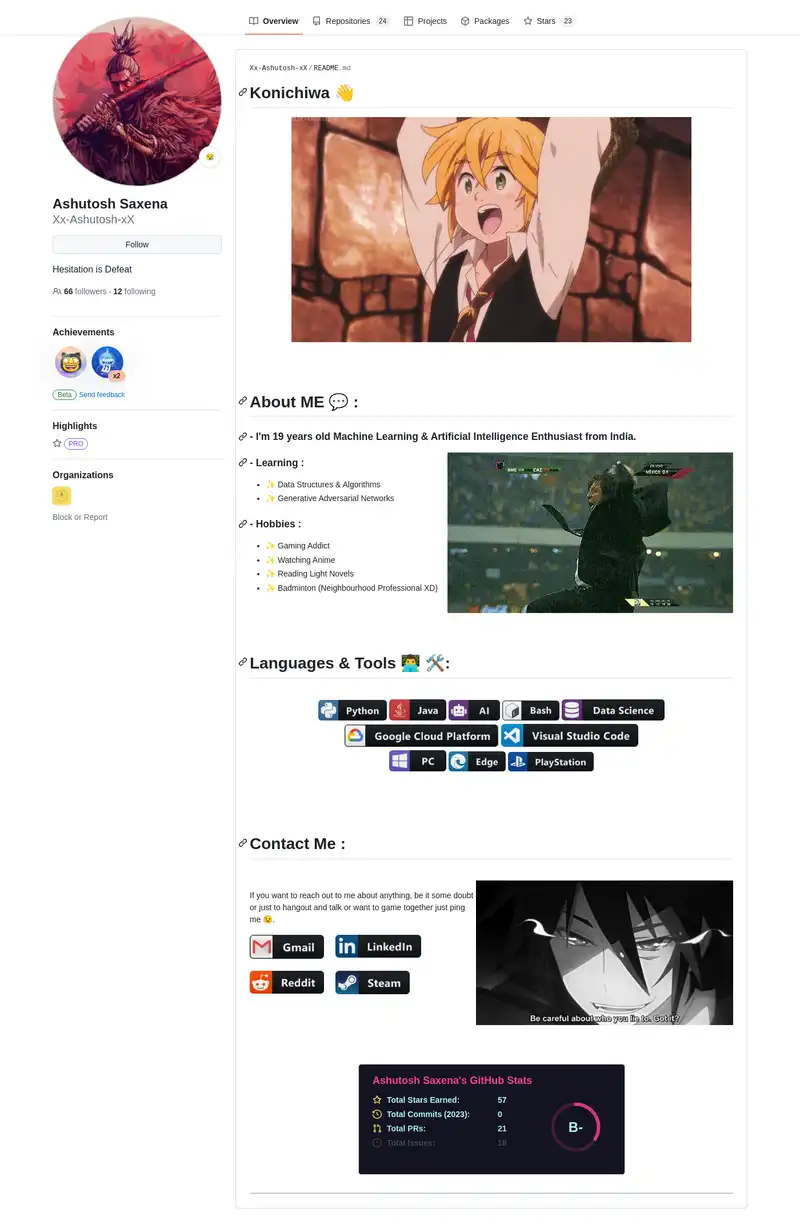 Overview Repositories 24 Projects Packages Stars 23
Ashutosh Saxena
Xx-Ashutosh-xX
Follow
Hesitation is Defeat
66 followers · 12 following
Achievements
x2
Beta Send feedback
Highlights
PRO
Organizations
Block or Report
Xx-Ashutosh-xX / README.md
Konichiwa 👋
About ME 💬 :
- I'm 19 years old Machine Learning & Artificial Intelligence Enthusiast from India.
- Learning :
✨ Data Structures & Algorithms
✨ Generative Adversarial Networks
- Hobbies :
✨ Gaming Addict
✨ Watching Anime
✨ Reading Light Novels
✨ Badminton (Neighbourhood Professional XD)
Languages & Tools 👨‍💻 🛠️:
Python Java AI Bash Data Science
Google Cloud Platform Visual Studio Code
PC Edge PlayStation
Contact Me :
If you want to reach out to me about anything, be it some doubt
or just to hangout and talk or want to game together just ping
me 😉.
Gmail LinkedIn
Reddit Steam
Be careful about who you lie to. Got it?
Ashutosh Saxena's GitHub Stats
Total Stars Earned: 57
Total Commits (2023): 0
Total PRs: 21
Total Issues: 16
B-